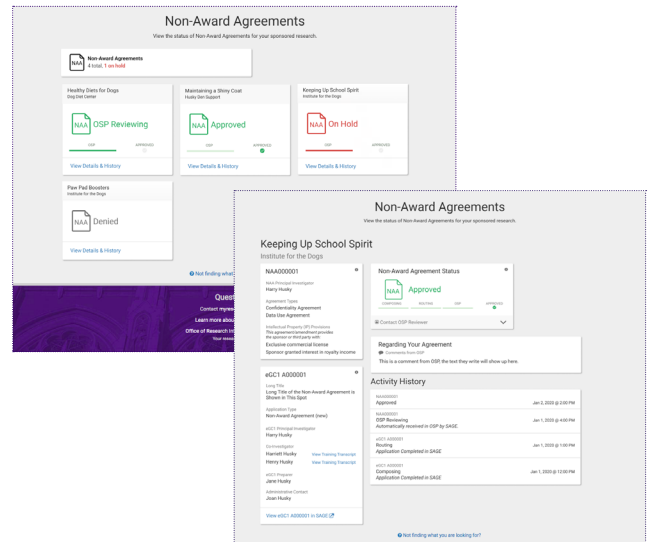 Non-Award Agreements
View the status of Non-Award Agreements for your sponsored research.
NAA
Non-Award Agreements
4 total, 1 on hold
Healthy Diets for Dogs
Dog Diet Center
NAA OSP Reviewing
OSP APPROVED
View Details & History
Maintaining a Shiny Coat
Husky Den Support
NAA Approved
OSP APPROVED
View Details & History
Keeping Up School Spirit
Institute for the Dogs
NAA On Hold
OSP APPROVED
View Details & History
Paw Pad Boosters
Institute for the Dogs
NAA Denied
View Details & History
Not finding what
Quest
Contact myres
Learn more abou
Office of Research In
Your resea
Non-Award Agreements
View the status of Non-Award Agreements for your sponsored research.
Keeping Up School Spirit
Institute for the Dogs
NAA000001
NAA Principal Investigator
Harry Husky
Agreement Types
Confidentiality Agreement
Data Use Agreement
Intellectual Property (IP) Provisions
This agreement/amendment provides
the sponsor or third party with:
Exclusive commercial license
Sponsor granted interest in royalty income
eGC1 A000001
Long Title
Long Title of the Non-Award Agreement is
Shown in This Spot
Application Type
Non-Award Agreement (new)
eGC1 Principal Investigator
Harry Husky
Co-Investigator
Harriett Husky View Training Transcript
Henry Husky View Training Transcript
eGC1 Preparer
Jane Husky
Administrative Contact
Joan Husky
View eGC1 A000001 in SAGE
Non-Award Agreement Status
NAA Approved
COMPOSING ROUTING OSP APPROVED
Contact OSP Reviewer
Regarding Your Agreement
Comments from OSP
This is a comment from OSP, the text they write will show up here.
Activity History
NAA000001
Approved Jan 2, 2020 @ 2:00 PM
NAA000001
OSP Reviewing Jan 1, 2020 @ 4:00 PM
Automatically received in OSP by SAGE
eGC1 A000001
Routing Jan 1, 2020 @ 1:00 PM
Application Completed in SAGE
eGC1 A000001
Composing Jan 1, 2020 @ 12:00 PM
Application Completed in SAGE
Not finding what you are looking for?